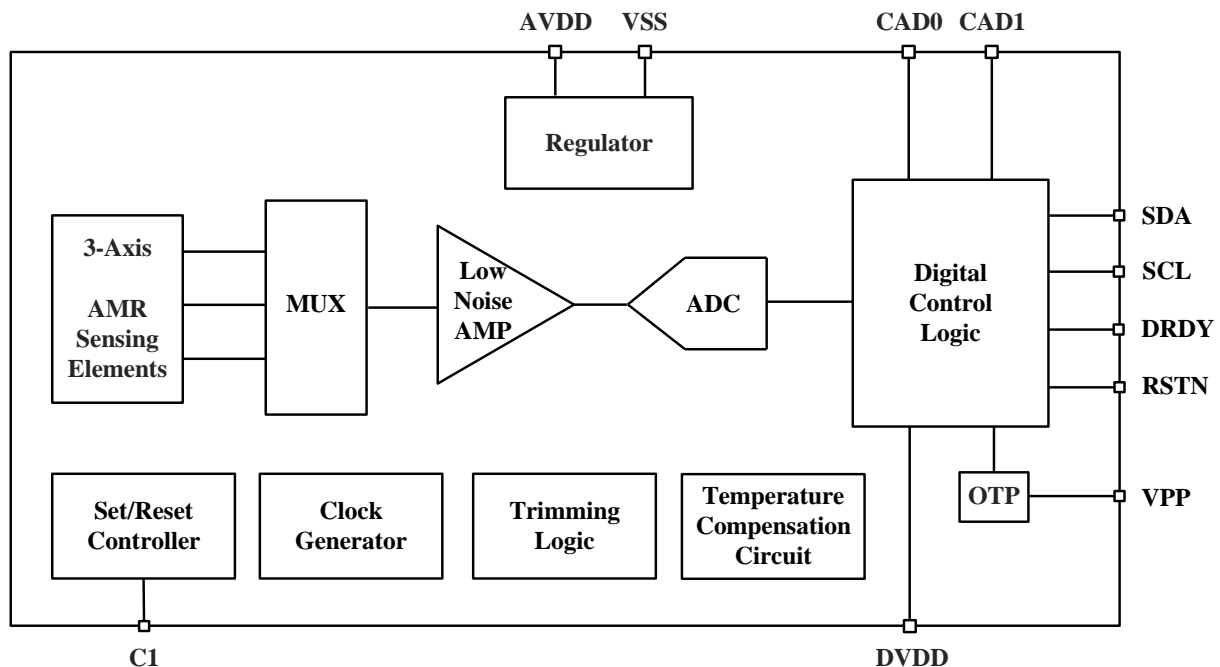 AVDD
VSS
CAD0
CAD1
Regulator
3-Axis
AMR
Sensing
Elements
MUX
Low
Noise
AMP
ADC
Digital
Control
Logic
SDA
SCL
DRDY
RSTN
OTP
VPP
Set/Reset
Controller
Clock
Generator
Trimming
Logic
Temperature
Compensation
Circuit
C1
DVDD